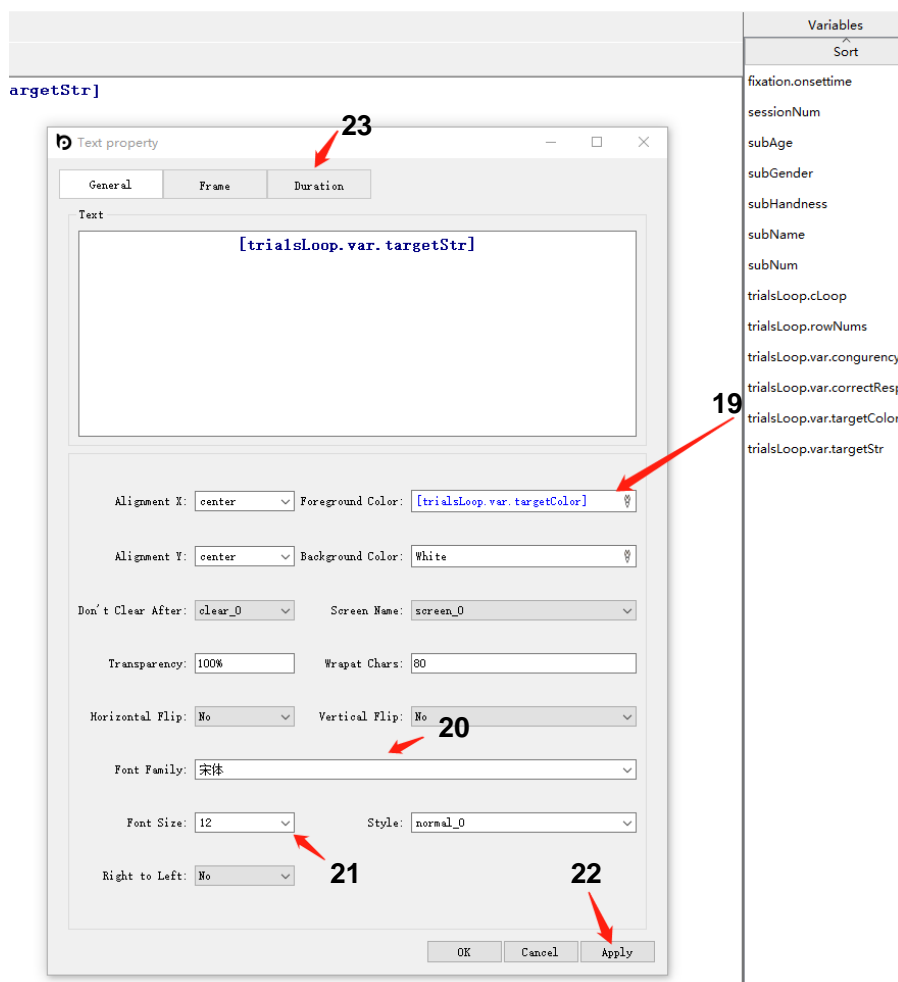 Variables
Sort
argetStr]
fixation.onsettime
sessionNum
subAge
subGender
subHandness
subName
subNum
trialsLoop.cLoop
trialsLoop.rowNums
trialsLoop.var.congurency
trialsLoop.var.correctResp
trialsLoop.var.targetColor
trialsLoop.var.targetStr
23
Text property
General Frame Duration
Text
[trialsLoop.var.targetStr]
19
Alignment X: center Foreground Color: [trialsLoop.var.targetColor]
Alignment Y: center Background Color: White
Don't Clear After: clear_0 Screen Name: screen_0
Transparency: 100% Wrapat Chars: 80
Horizontal Flip: No Vertical Flip: No
20
Font Family: 宋体
Font Size: 12 Style: normal_0
Right to Left: No
21
22
OK Cancel Apply